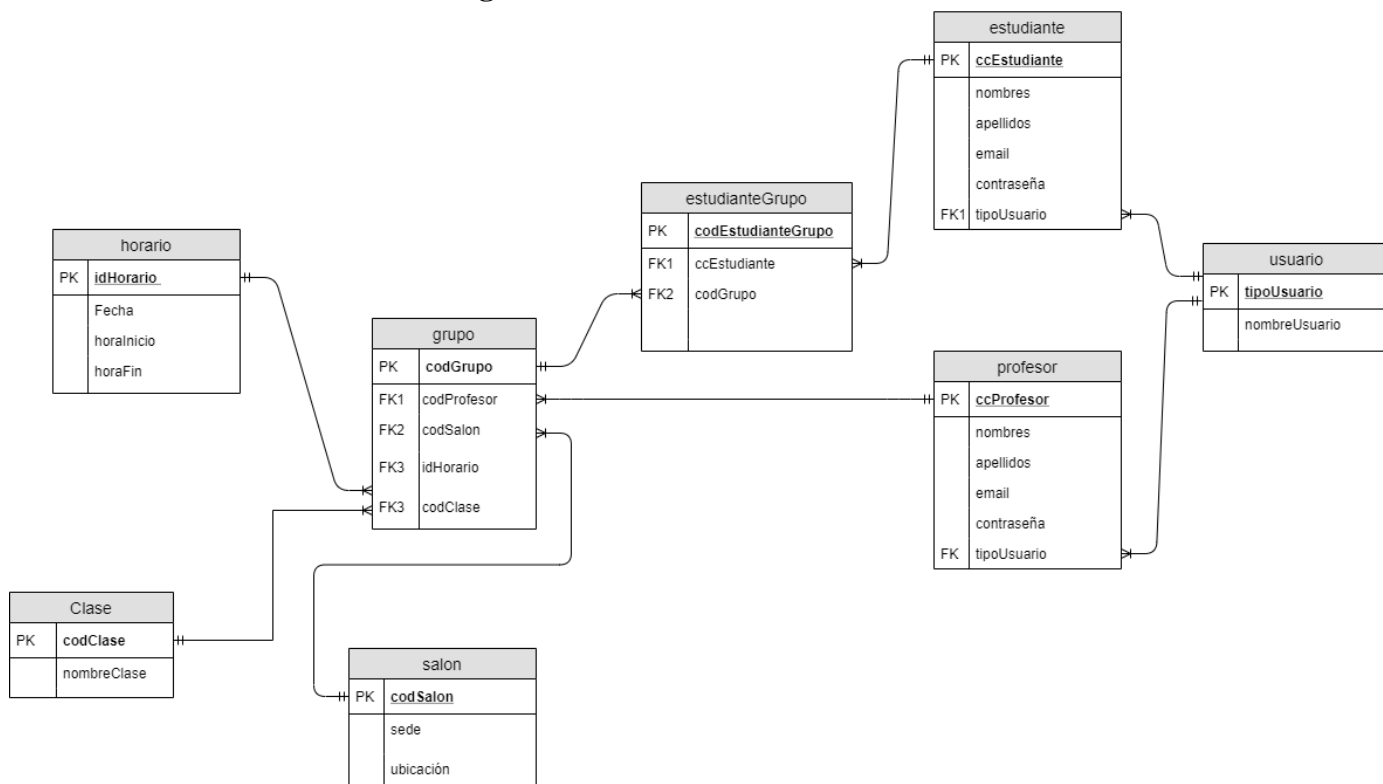 estudiante
PK ccEstudiante
nombres
apellidos
email
contraseña
FK1 tipoUsuario
estudianteGrupo
PK codEstudianteGrupo
FK1 ccEstudiante
FK2 codGrupo
horario
PK idHorario
Fecha
horaInicio
horaFin
usuario
PK tipoUsuario
nombreUsuario
grupo
PK codGrupo
FK1 codProfesor
FK2 codSalon
FK3 idHorario
FK3 codClase
profesor
PK ccProfesor
nombres
apellidos
email
contraseña
FK tipoUsuario
Clase
PK codClase
nombreClase
salon
PK codSalon
sede
ubicación